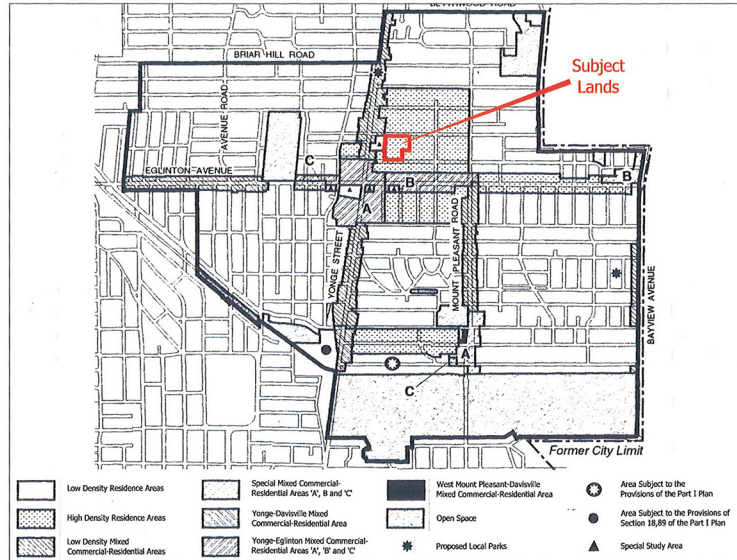 BLYTHWOOD ROAD
BRIAR HILL ROAD
Subject
Lands
AVENUE ROAD
EGLINTON AVENUE
C
B
B
A
YONGE STREET
MOUNT PLEASANT ROAD
BAYVIEW AVENUE
A
C
Former City Limit
Low Density Residence Areas
High Density Residence Areas
Low Density Mixed
Commercial-Residential Areas
Special Mixed Commercial-
Residential Areas 'A', B and 'C'
Yonge-Davisville Mixed
Commercial-Residential Area
Yonge-Eglinton Mixed Commercial-
Residential Areas 'A', 'B' and 'C'
West Mount Pleasant-Davisville
Mixed Commercial-Residential Area
Open Space
Proposed Local Parks
Area Subject to the
Provisions of the Part I Plan
Area Subject to the Provisions of
Section 18,89 of the Part I Plan
Special Study Area